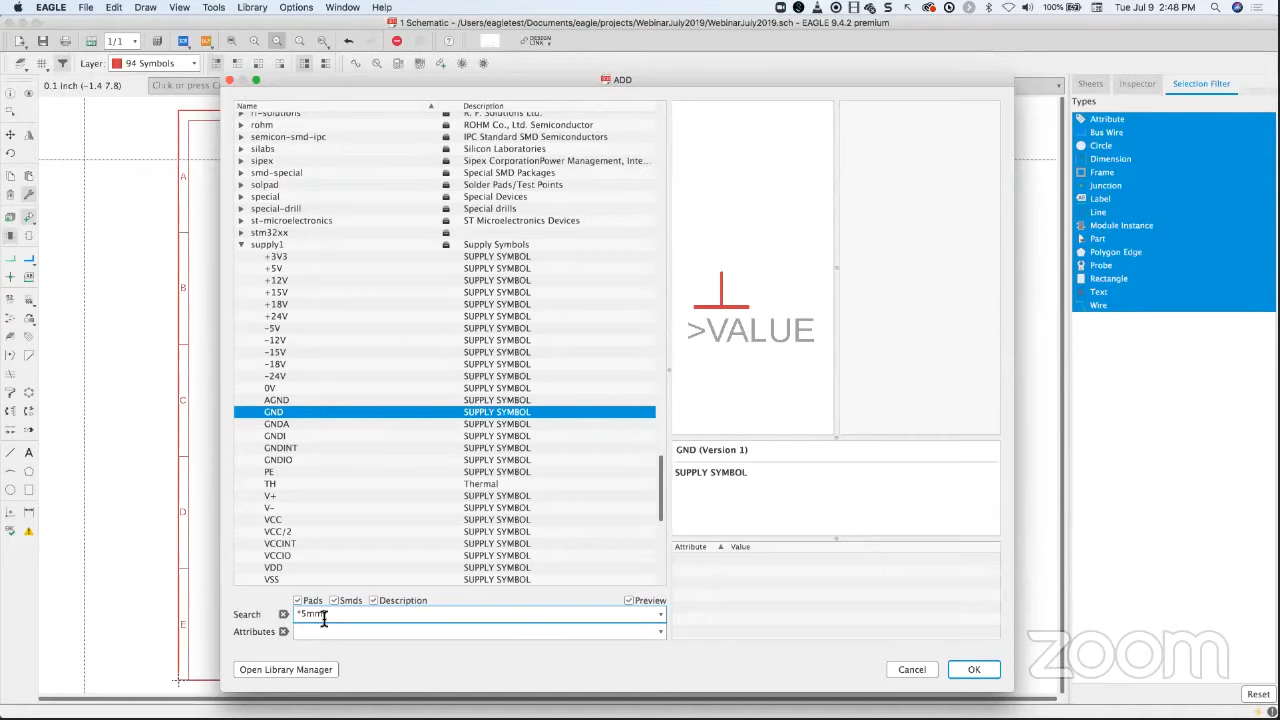 EAGLE File Edit Draw View Tools Library Options Window Help 100% Tue Jul 9 2:48 PM
1 Schematic - /Users/eagletest/Documents/eagle/projects/WebinarJuly2019/WebinarJuly2019.sch - EAGLE 9.4.2 premium
1/1 DESIGN LINK
Layer: 94 Symbols
ADD
0.1 inch (-1.4 7.8) Click or press C
Sheets Inspector Selection Filter
Types
Attribute
Bus Wire
Circle
Dimension
Frame
Junction
Label
Line
Module Instance
Part
Polygon Edge
Probe
Rectangle
Text
Wire
Name Description
rf-solutions R. F. Solutions Ltd.
rohm ROHM Co., Ltd. Semiconductor
semicon-smd-ipc IPC Standard SMD Semiconductors
silabs Silicon Laboratories
sipex Sipex CorporationPower Management, Inte...
smd-special Special SMD Packages
solpad Solder Pads/Test Points
special Special Devices
special-drill Special drills
st-microelectronics ST Microelectronics Devices
stm32xx
supply1 Supply Symbols
+3V3 SUPPLY SYMBOL
+5V SUPPLY SYMBOL
+12V SUPPLY SYMBOL
+15V SUPPLY SYMBOL
+18V SUPPLY SYMBOL
+24V SUPPLY SYMBOL
-5V SUPPLY SYMBOL
-12V SUPPLY SYMBOL
-15V SUPPLY SYMBOL
-18V SUPPLY SYMBOL
-24V SUPPLY SYMBOL
0V SUPPLY SYMBOL
AGND SUPPLY SYMBOL
GND SUPPLY SYMBOL
GNDA SUPPLY SYMBOL
GNDI SUPPLY SYMBOL
GNDINT SUPPLY SYMBOL
GNDIO SUPPLY SYMBOL
PE SUPPLY SYMBOL
TH Thermal
V+ SUPPLY SYMBOL
V- SUPPLY SYMBOL
VCC SUPPLY SYMBOL
VCC/2 SUPPLY SYMBOL
VCCINT SUPPLY SYMBOL
VCCIO SUPPLY SYMBOL
VDD SUPPLY SYMBOL
VSS SUPPLY SYMBOL
>VALUE
GND (Version 1)
SUPPLY SYMBOL
Attribute Value
Pads Smds Description Preview
Search *5mm
Attributes
Open Library Manager Cancel OK
A
B
C
D
E
zoom
Reset